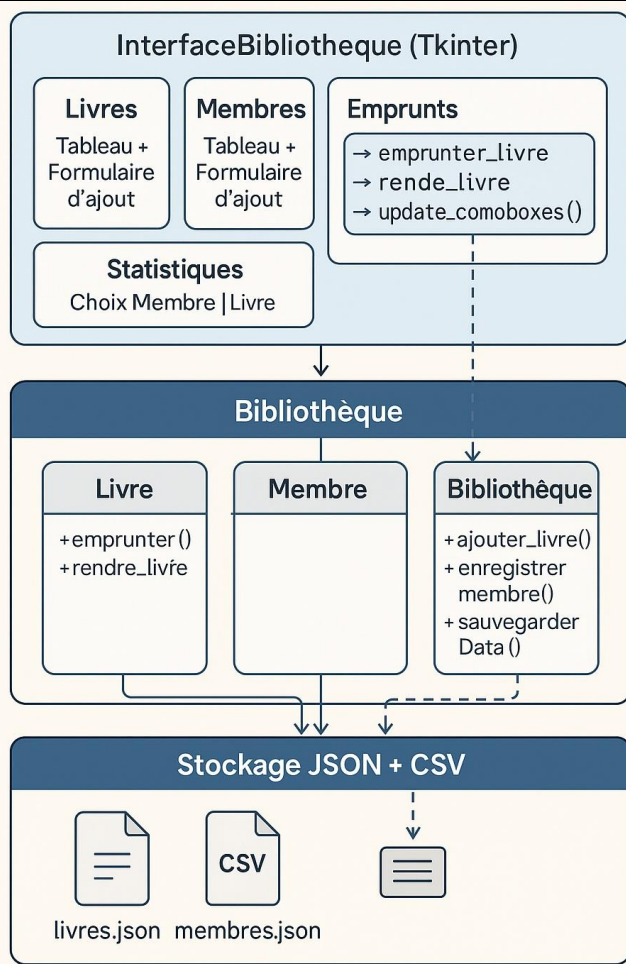 InterfaceBibliotheque (Tkinter)
Livres
Tableau +
Formulaire
d'ajout
Membres
Tableau +
Formulaire
d'ajout
Emprunts
→ emprunter_livre
→ rende_livre
→ update_comoboxes()
Statistiques
Choix Membre | Livre
Bibliothèque
Livre
+ emprunter()
+ rendre_livŕe
Membre
Bibliothêque
+ ajouter_livre()
+ enregistrer
membre()
+ sauvegarder
Data()
Stockage JSON + CSV
livres.json
CSV
membres.json